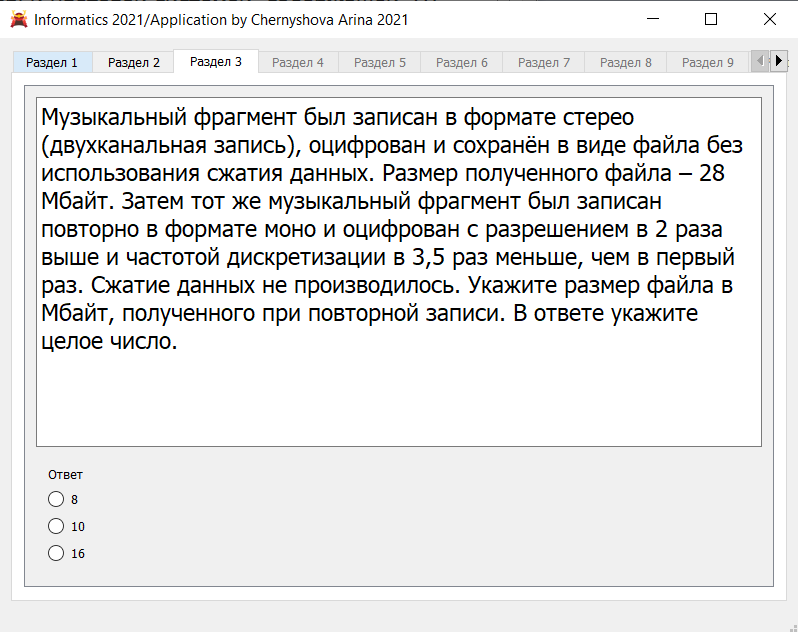 Informatics 2021/Application by Chernyshova Arina 2021
Раздел 1 Раздел 2 Раздел 3 Раздел 4 Раздел 5 Раздел 6 Раздел 7 Раздел 8 Раздел 9
Музыкальный фрагмент был записан в формате стерео
(двухканальная запись), оцифрован и сохранён в виде файла без
использования сжатия данных. Размер полученного файла – 28
Мбайт. Затем тот же музыкальный фрагмент был записан
повторно в формате моно и оцифрован с разрешением в 2 раза
выше и частотой дискретизации в 3,5 раз меньше, чем в первый
раз. Сжатие данных не производилось. Укажите размер файла в
Мбайт, полученного при повторной записи. В ответе укажите
целое число.
Ответ
8
10
16